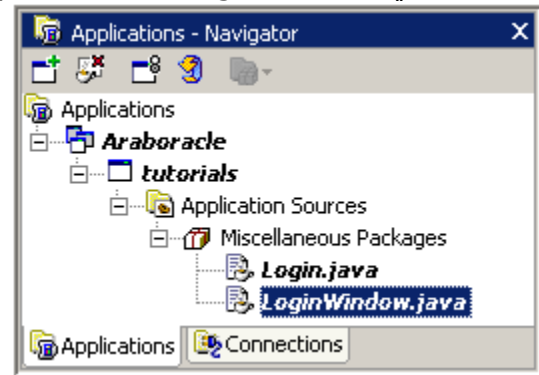 Applications - Navigator
Applications
Araboracle
tutorials
Application Sources
Miscellaneous Packages
Login.java
LoginWindow.java
Applications Connections